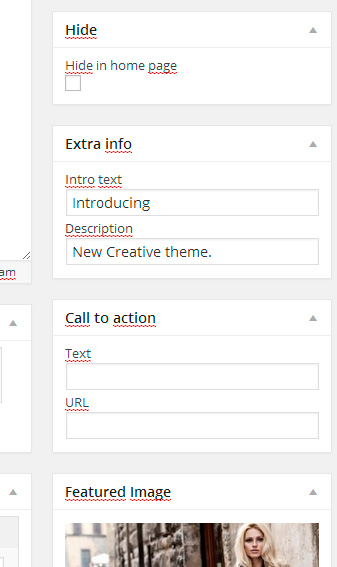 Hide
Hide in home page
Extra info
Intro text
Introducing
Description
New Creative theme.
am
Call to action
Text
URL
Featured Image